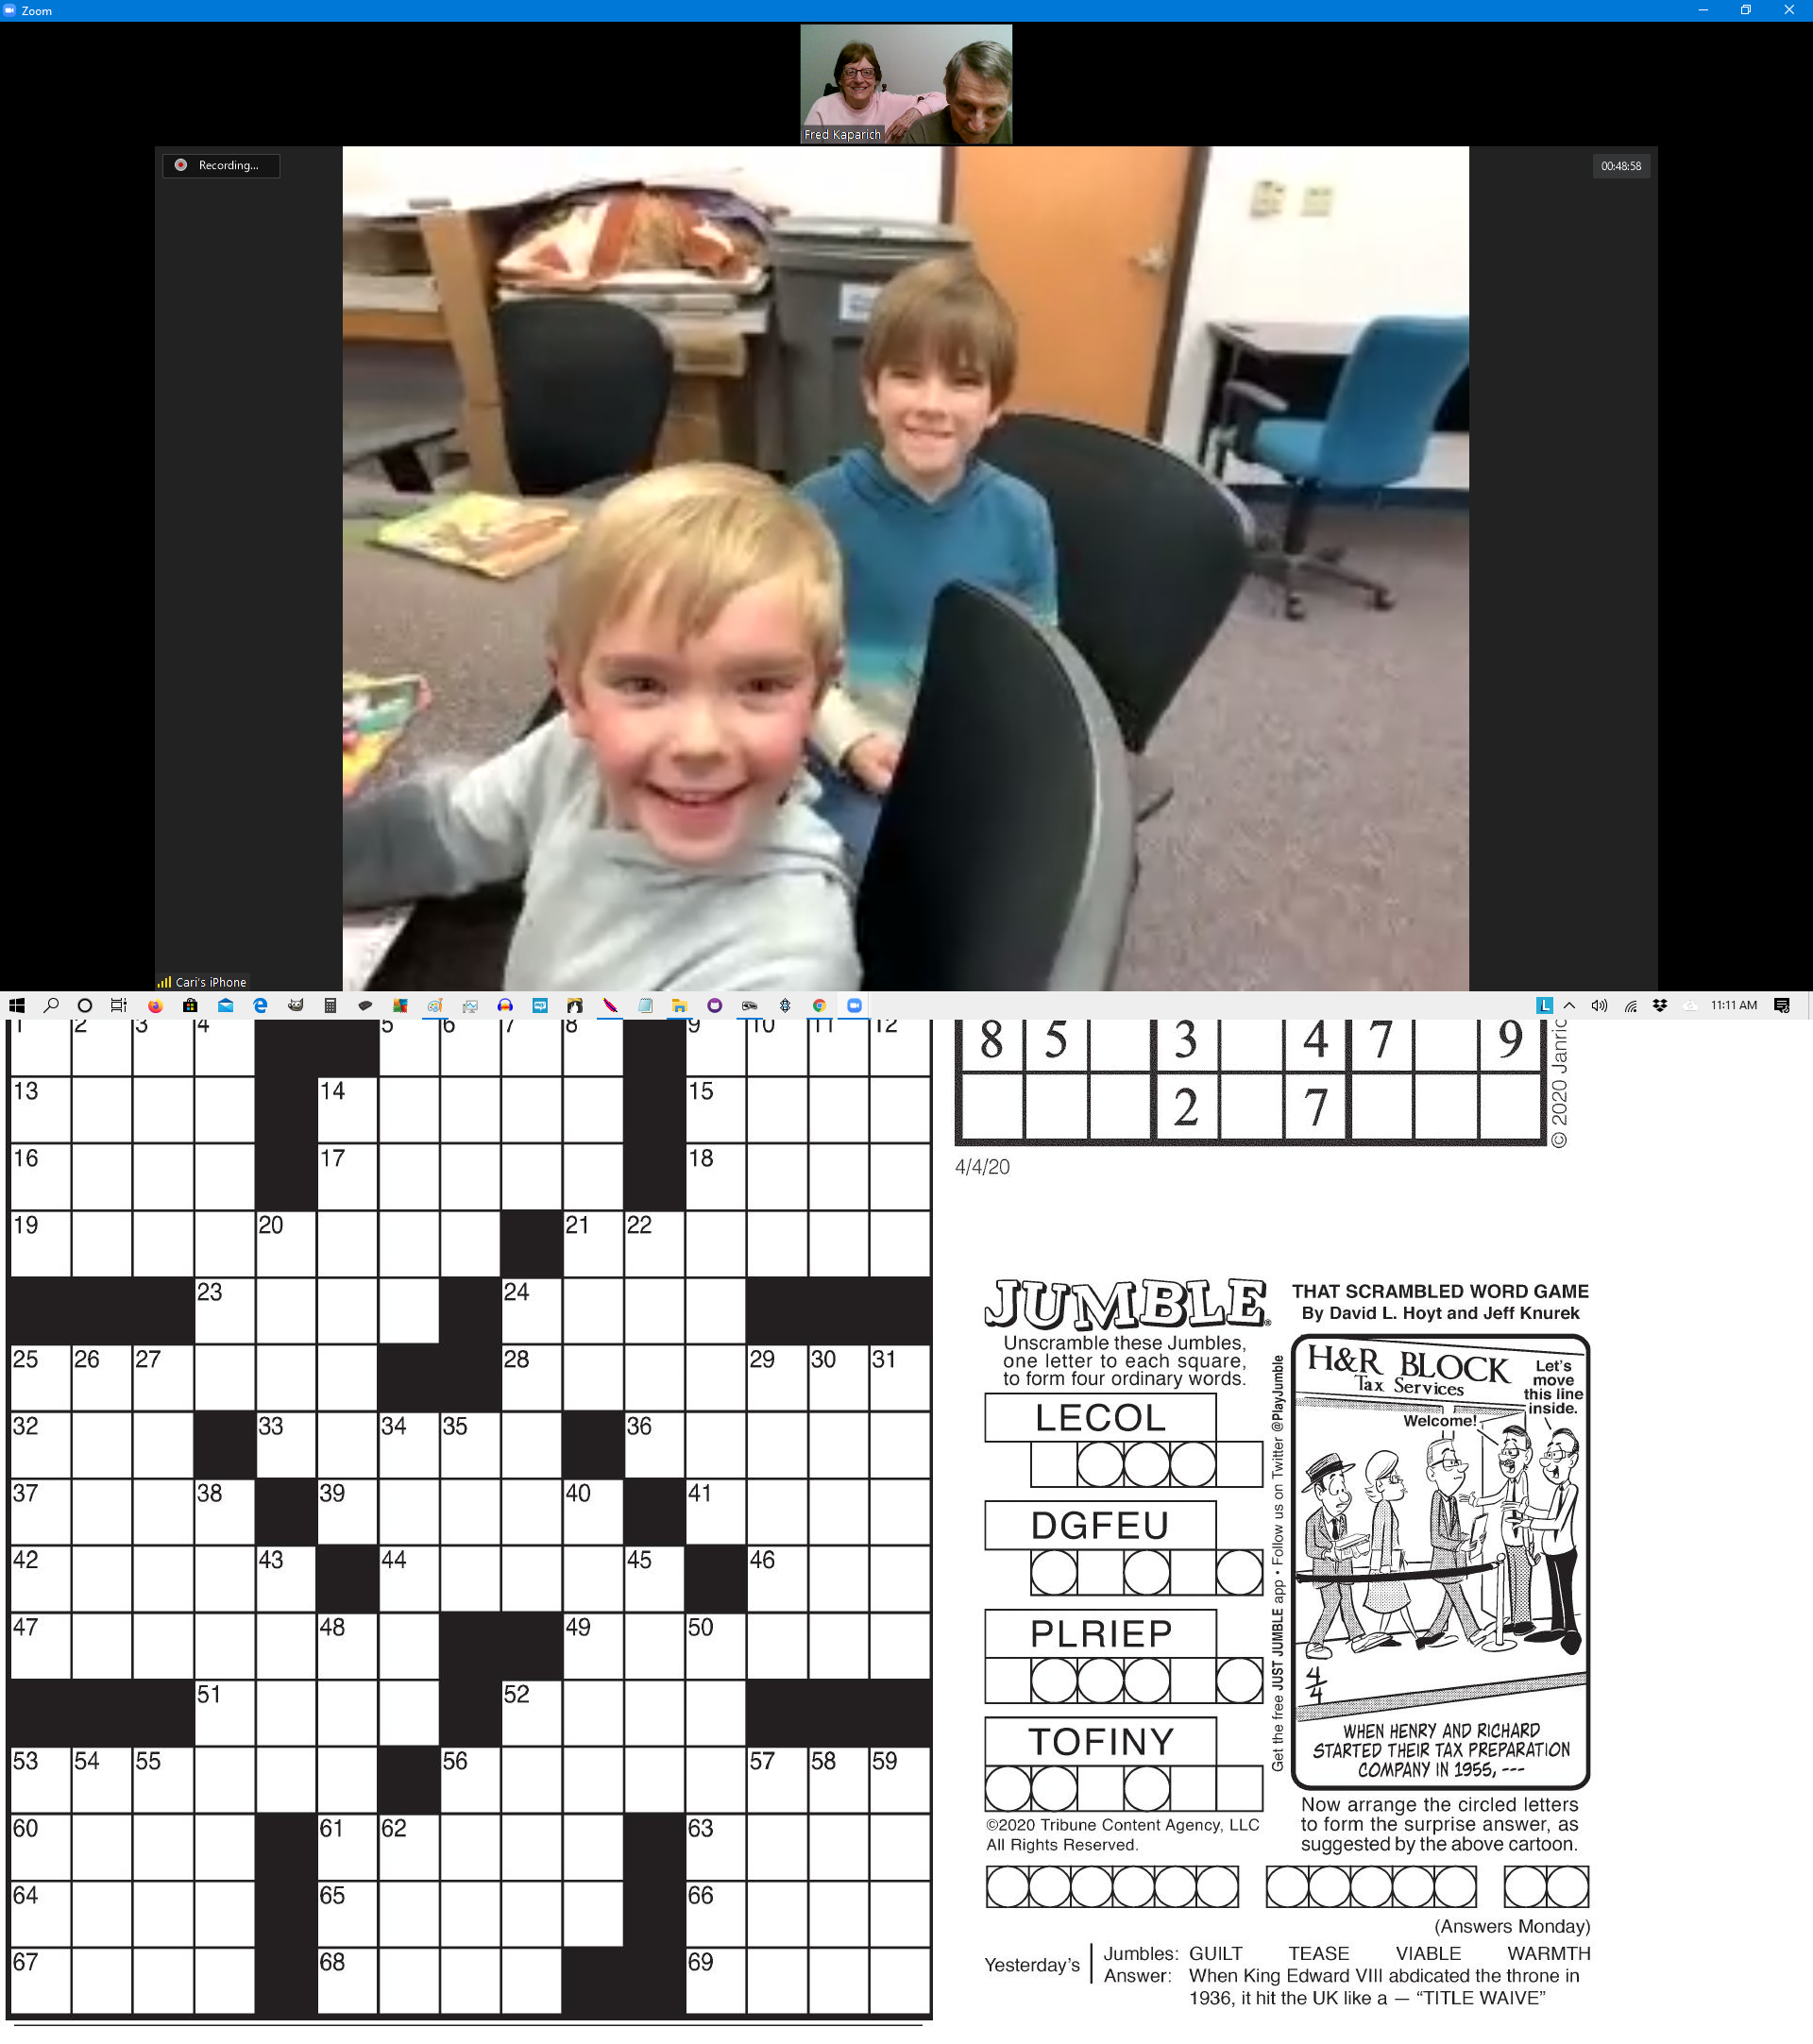 Zoom
Fred Kaparich
Recording...
00:48:58
Cari's iPhone
L
11:11 AM
1 2 3 4 5 6 7 8 9 10 11 12
13 14 15
16 17 18
19 20 21 22
23 24
25 26 27 28 29 30 31
32 33 34 35 36
37 38 39 40 41
42 43 44 45 46
47 48 49 50
51 52
53 54 55 56 57 58 59
60 61 62 63
64 65 66
67 68 69
8 5 3 4 7 9
2 7
© 2020 Janric
4/4/20
JUMBLE®
THAT SCRAMBLED WORD GAME
By David L. Hoyt and Jeff Knurek
Unscramble these Jumbles,
one letter to each square,
to form four ordinary words.
LECOL
DGFEU
PLRIEP
TOFINY
©2020 Tribune Content Agency, LLC
All Rights Reserved.
Get the free JUST JUMBLE app • Follow us on Twitter @PlayJumble
H&R BLOCK
Tax Services
Let's
move
this line
inside.
Welcome!
4/4
WHEN HENRY AND RICHARD
STARTED THEIR TAX PREPARATION
COMPANY IN 1955, ---
Now arrange the circled letters
to form the surprise answer, as
suggested by the above cartoon.
(Answers Monday)
Yesterday's
Jumbles: GUILT TEASE VIABLE WARMTH
Answer: When King Edward VIII abdicated the throne in
1936, it hit the UK like a — “TITLE WAIVE”